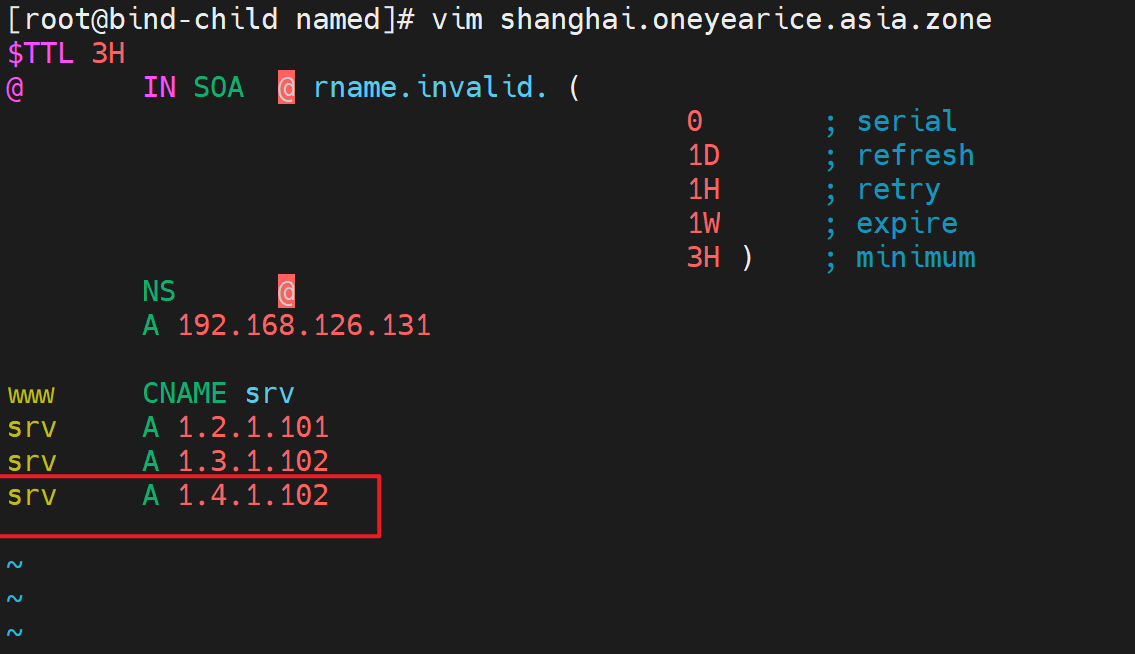 [root@bind-child named]# vim shanghai.oneyearice.asia.zone
$TTL 3H
@ IN SOA @ rname.invalid. (
0 ; serial
1D ; refresh
1H ; retry
1W ; expire
3H ) ; minimum
NS @
A 192.168.126.131
www CNAME srv
srv A 1.2.1.101
srv A 1.3.1.102
srv A 1.4.1.102
~
~
~